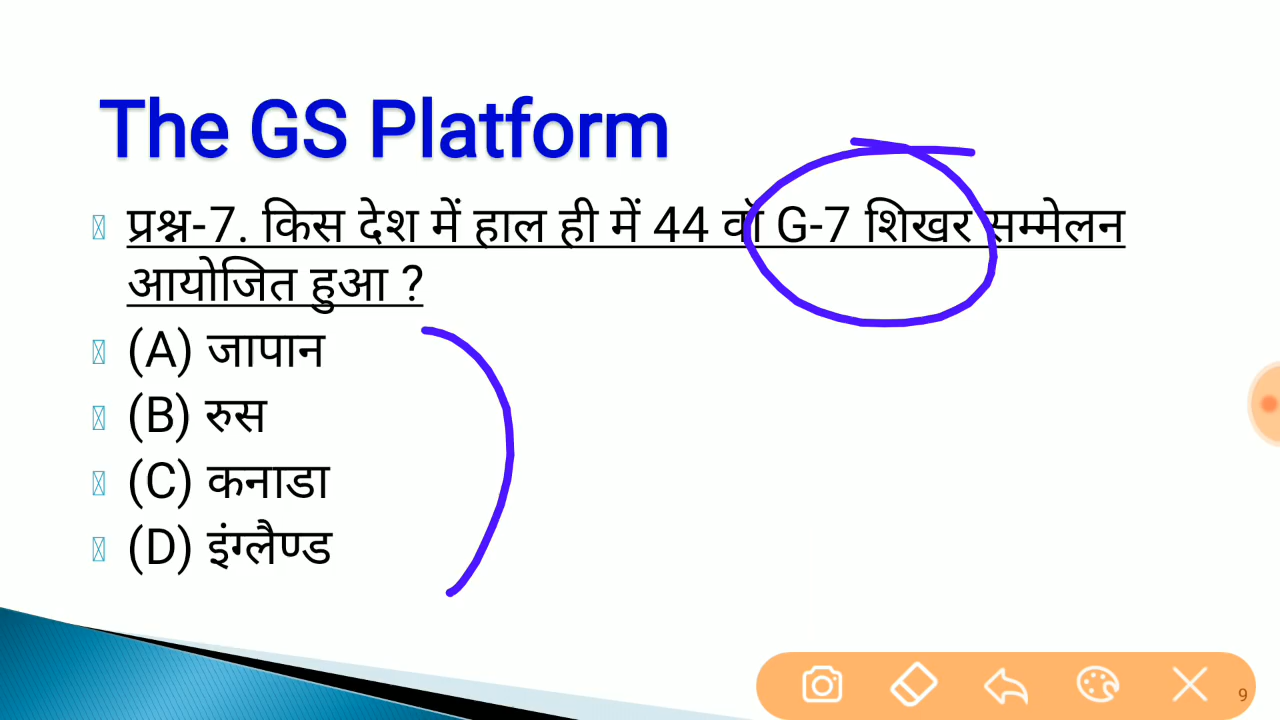 The GS Platform
प्रश्न-7. किस देश में हाल ही में 44 वॉ G-7 शिखर सम्मेलन
आयोजित हुआ ?
(A) जापान
(B) रुस
(C) कनाडा
(D) इंग्लैण्ड
9